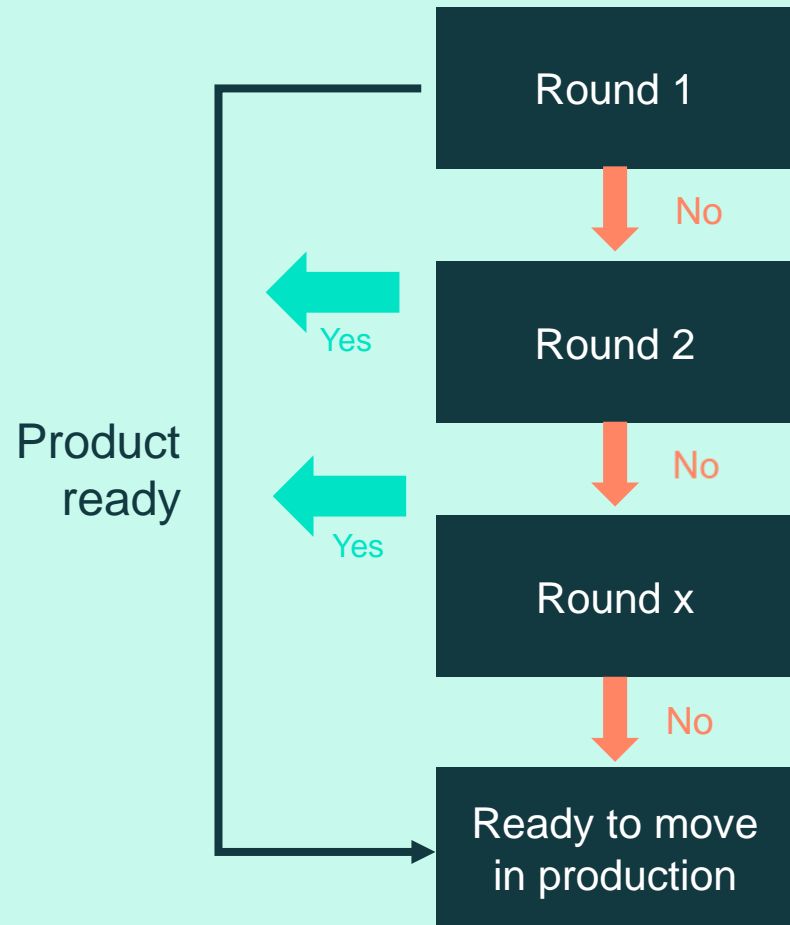 Round 1
No
Yes
Round 2
Product
ready
No
Yes
Round x
No
Ready to move
in production